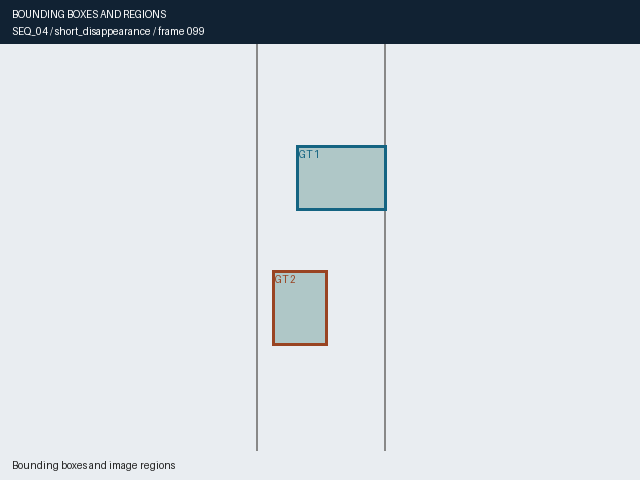 BOUNDING BOXES AND REGIONS
SEQ_04 / short_disappearance / frame 099
GT1
GT2
Bounding boxes and image regions